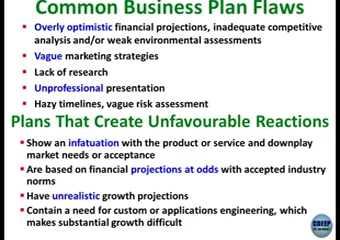 Common Business Plan Flaws
Overly optimistic financial projections, inadequate competitive
analysis and/or weak environmental assessments
Vague marketing strategies
Lack of research
Unprofessional presentation
Hazy timelines, vague risk assessment
Plans That Create Unfavourable Reactions
Show an infatuation with the product or service and downplay
market needs or acceptance
Are based on financial projections at odds with accepted industry
norms
Have unrealistic growth projections
Contain a need for custom or applications engineering, which
makes substantial growth difficult
CDEEP